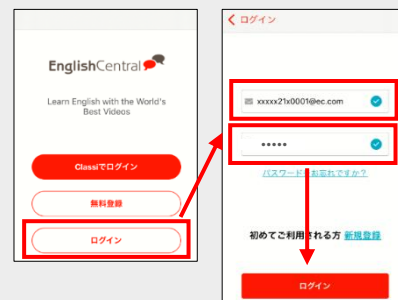 EnglishCentral
Learn English with the World's
Best Videos
Classiでログイン
無料登録
ログイン
ログイン
xxxxx21x0001@ec.com
•••••
パスワードをお忘れですか？
初めてご利用される方 新規登録
ログイン